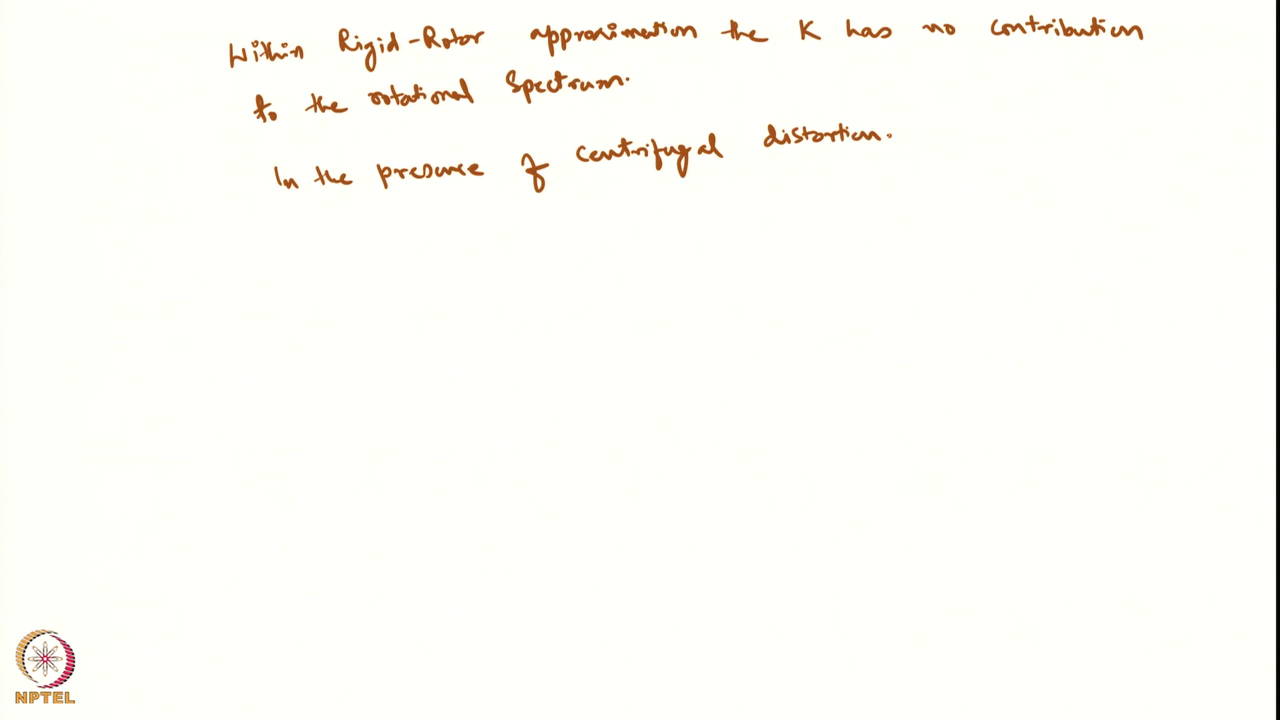 Within Rigid-Rotor approximation the K has no contribution
to the rotational spectrum.
In the presence of centrifugal distortion.
NPTEL